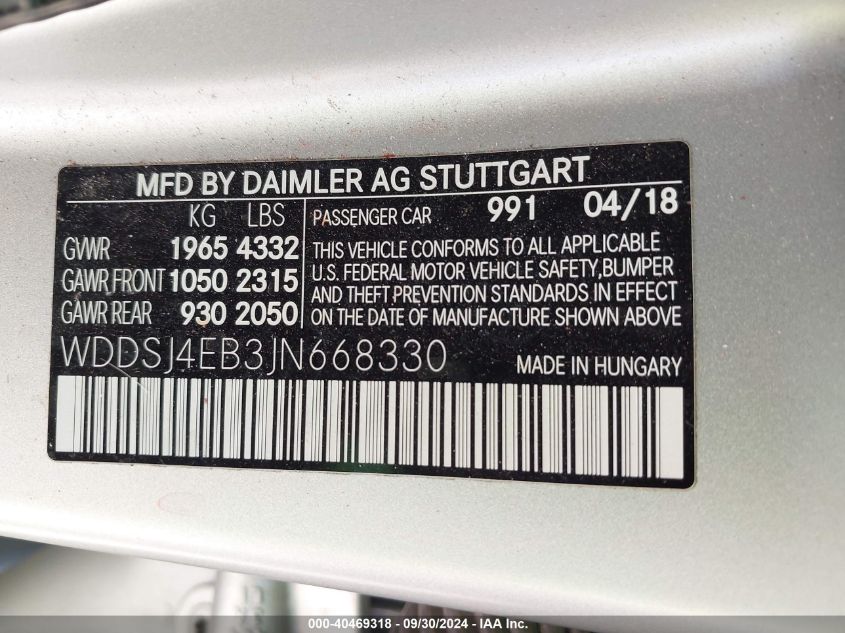 MFD BY DAIMLER AG STUTTGART
KG LBS
GVWR 1965 4332
GAWR FRONT 1050 2315
GAWR REAR 930 2050
PASSENGER CAR 991 04/18
THIS VEHICLE CONFORMS TO ALL APPLICABLE
U.S. FEDERAL MOTOR VEHICLE SAFETY,BUMPER
AND THEFT PREVENTION STANDARDS IN EFFECT
ON THE DATE OF MANUFACTURE SHOWN ABOVE
WDDSJ4EB3JN668330 MADE IN HUNGARY
000-40469318 - 09/30/2024 - IAA Inc.